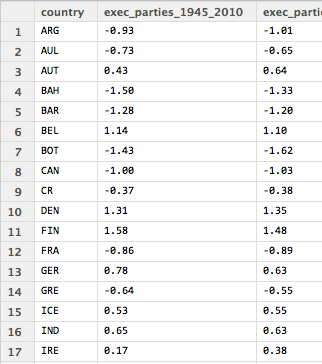 country exec_parties_1945_2010 exec_parti
1 ARG -0.93 -1.01
2 AUL -0.73 -0.65
3 AUT 0.43 0.64
4 BAH -1.50 -1.33
5 BAR -1.28 -1.20
6 BEL 1.14 1.10
7 BOT -1.43 -1.62
8 CAN -1.00 -1.03
9 CR -0.37 -0.38
10 DEN 1.31 1.35
11 FIN 1.58 1.48
12 FRA -0.86 -0.89
13 GER 0.78 0.63
14 GRE -0.64 -0.55
15 ICE 0.53 0.55
16 IND 0.65 0.63
17 IRE 0.17 0.38